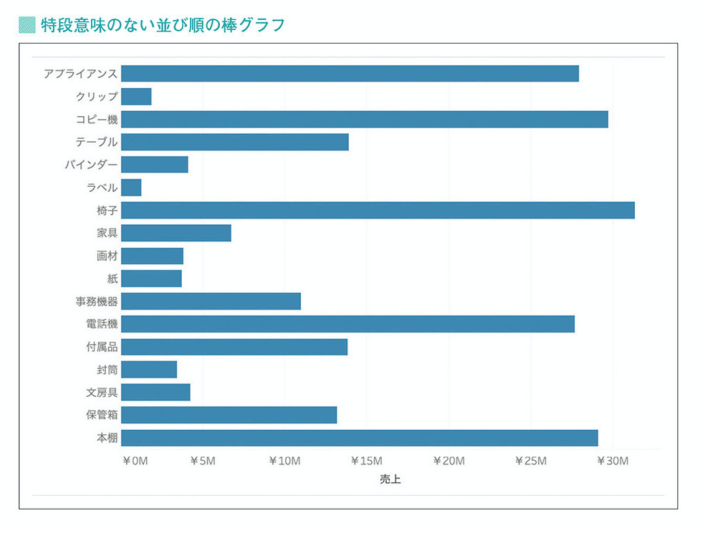 特段意味のない並び順の棒グラフ
アプライアンス
クリップ
コピー機
テーブル
バインダー
ラベル
椅子
家具
画材
紙
事務機器
電話機
付属品
封筒
文房具
保管箱
本棚
¥0M ¥5M ¥10M ¥15M ¥20M ¥25M ¥30M
売上